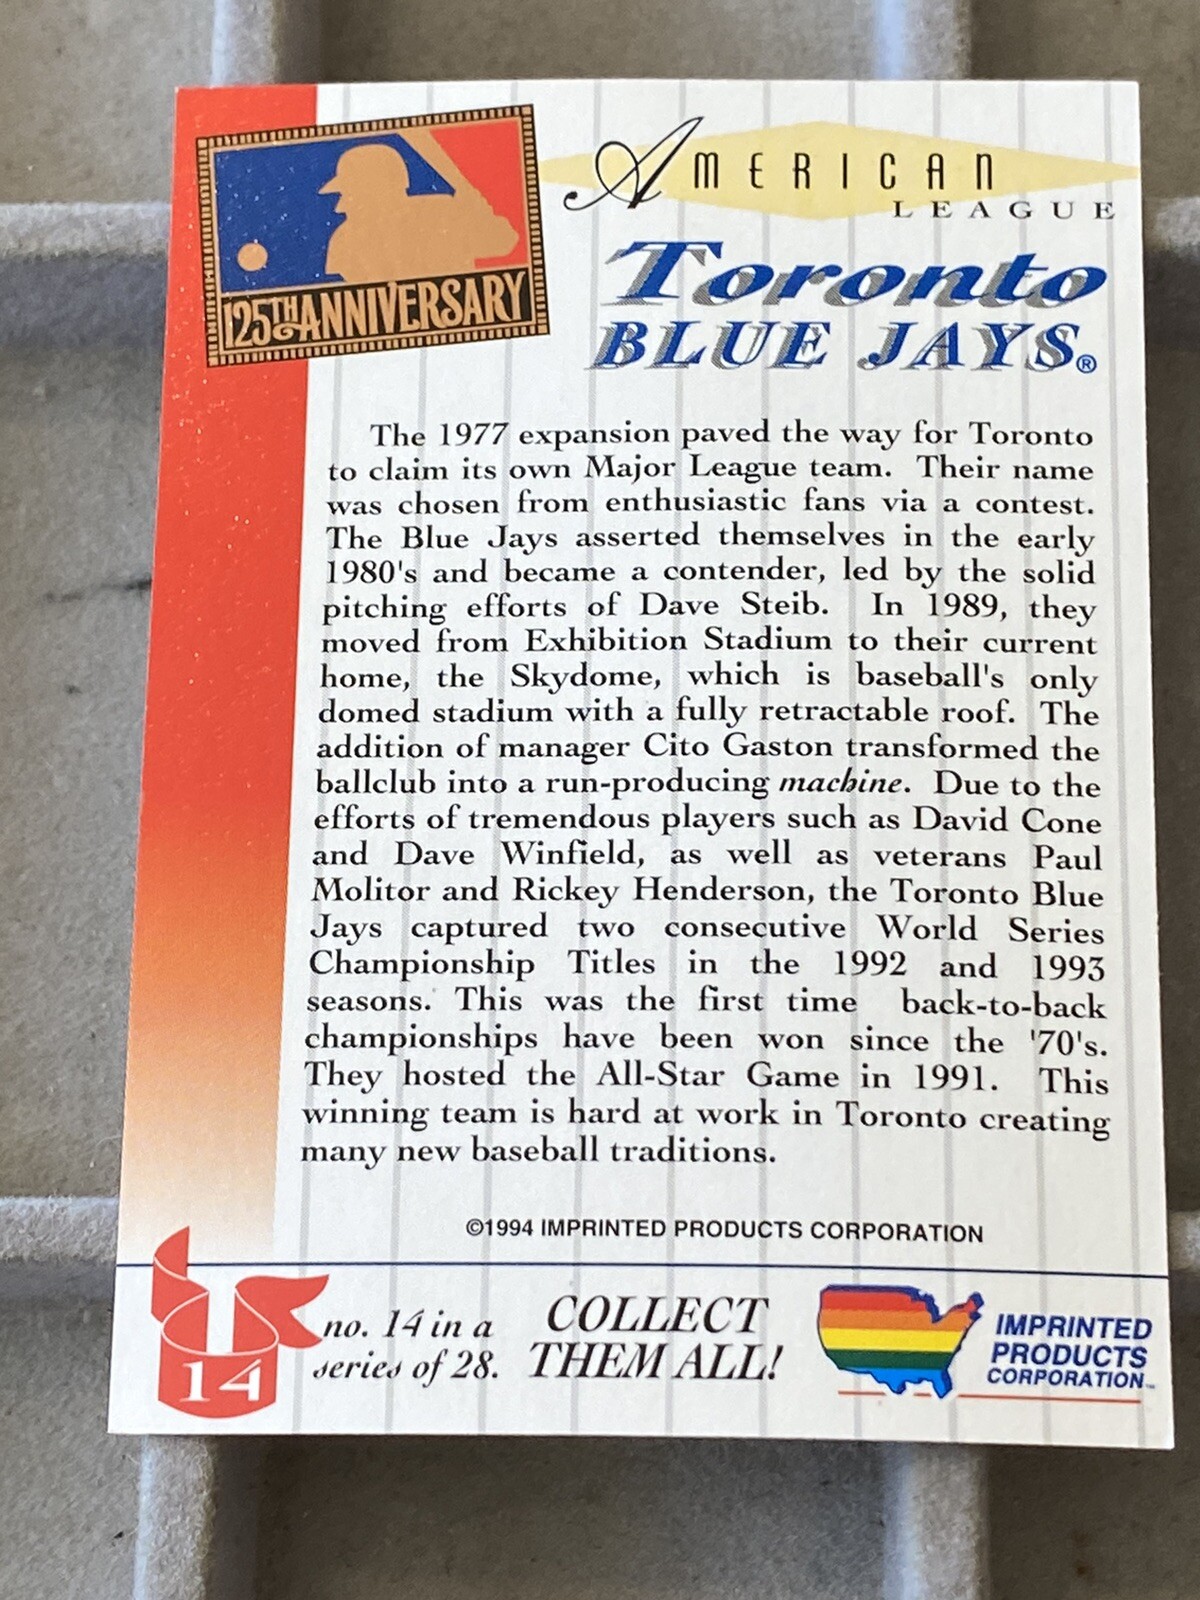 125TH ANNIVERSARY
AMERICAN
LEAGUE
Toronto
BLUE JAYS®
The 1977 expansion paved the way for Toronto
to claim its own Major League team. Their name
was chosen from enthusiastic fans via a contest.
The Blue Jays asserted themselves in the early
1980's and became a contender, led by the solid
pitching efforts of Dave Steib. In 1989, they
moved from Exhibition Stadium to their current
home, the Skydome, which is baseball's only
domed stadium with a fully retractable roof. The
addition of manager Cito Gaston transformed the
ballclub into a run-producing machine. Due to the
efforts of tremendous players such as David Cone
and Dave Winfield, as well as veterans Paul
Molitor and Rickey Henderson, the Toronto Blue
Jays captured two consecutive World Series
Championship Titles in the 1992 and 1993
seasons. This was the first time back-to-back
championships have been won since the '70's.
They hosted the All-Star Game in 1991. This
winning team is hard at work in Toronto creating
many new baseball traditions.
©1994 IMPRINTED PRODUCTS CORPORATION
14
no. 14 in a
series of 28.
COLLECT
THEM ALL!
IMPRINTED
PRODUCTS
CORPORATION™